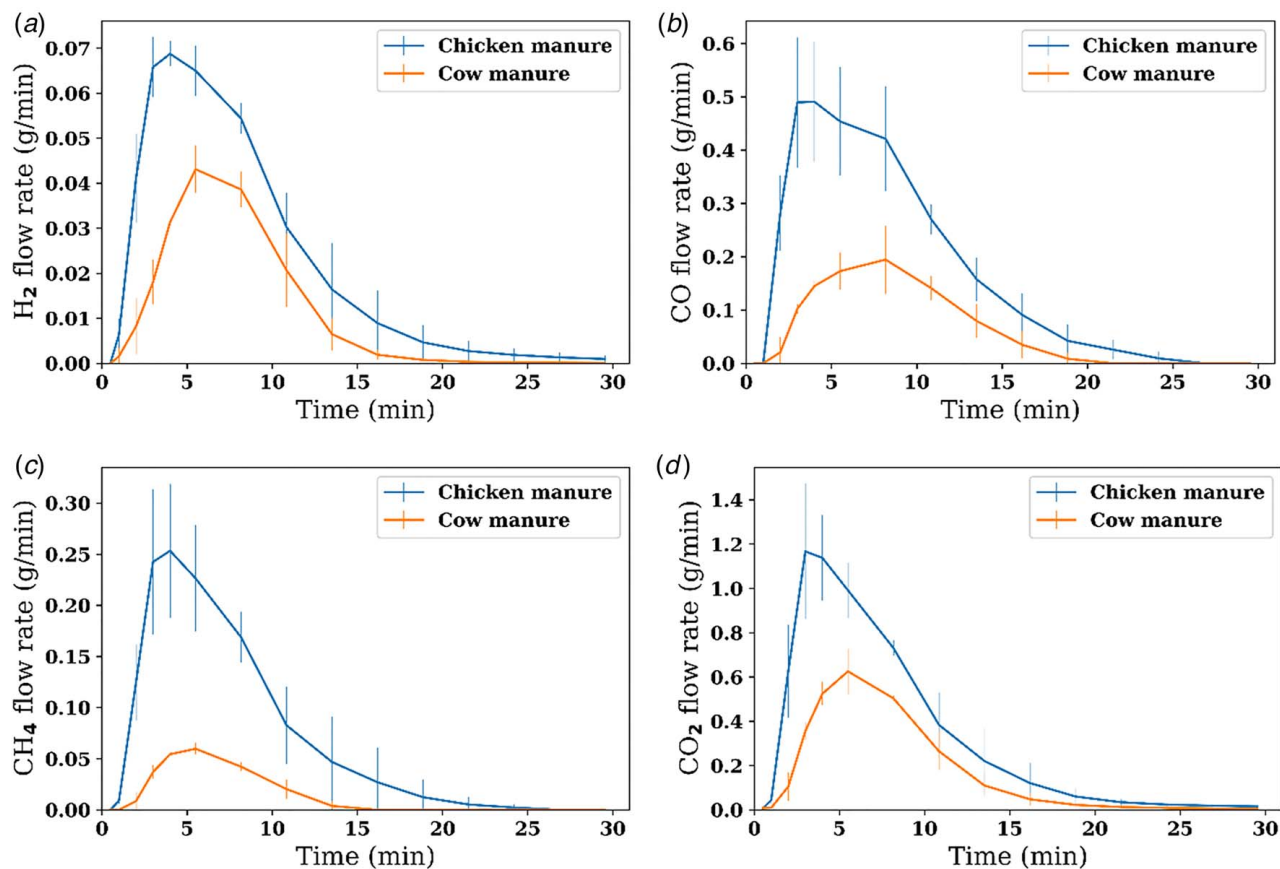 (a)
H₂ flow rate (g/min)
0.07
0.06
0.05
0.04
0.03
0.02
0.01
0.00
Chicken manure
Cow manure
0 5 10 15 20 25 30
Time (min)
(b)
CO flow rate (g/min)
0.6
0.5
0.4
0.3
0.2
0.1
0.0
Chicken manure
Cow manure
0 5 10 15 20 25 30
Time (min)
(c)
CH₄ flow rate (g/min)
0.30
0.25
0.20
0.15
0.10
0.05
0.00
Chicken manure
Cow manure
0 5 10 15 20 25 30
Time (min)
(d)
CO₂ flow rate (g/min)
1.4
1.2
1.0
0.8
0.6
0.4
0.2
0.0
Chicken manure
Cow manure
0 5 10 15 20 25 30
Time (min)